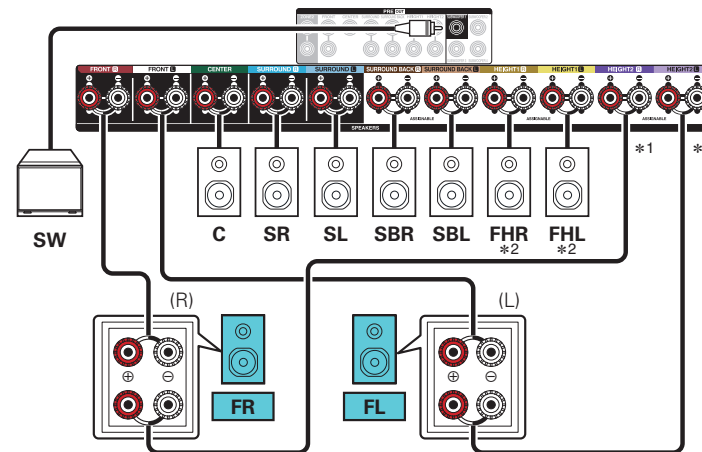 PRE OUT
FRONT R
FRONT L
CENTER
SURROUND R
SURROUND L
SURROUND BACK R
SURROUND BACK L
HEIGHT1 R
HEIGHT1 L
HEIGHT2 R
HEIGHT2 L
ASSIGNABLE
ASSIGNABLE
ASSIGNABLE
SPEAKERS
*1
*
SW
C
SR
SL
SBR
SBL
FHR
FHL
*2
*2
(R)
(L)
FR
FL